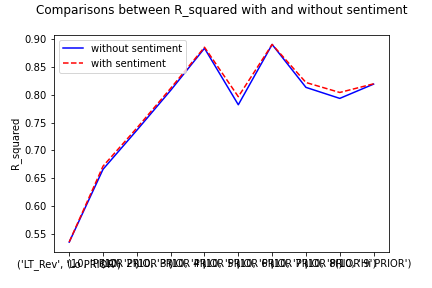 Comparisons between R_squared with and without sentiment
0.90
0.85
0.80
0.75
0.70
0.65
0.60
0.55
R_squared
without sentiment
with sentiment
('LT_Rev',